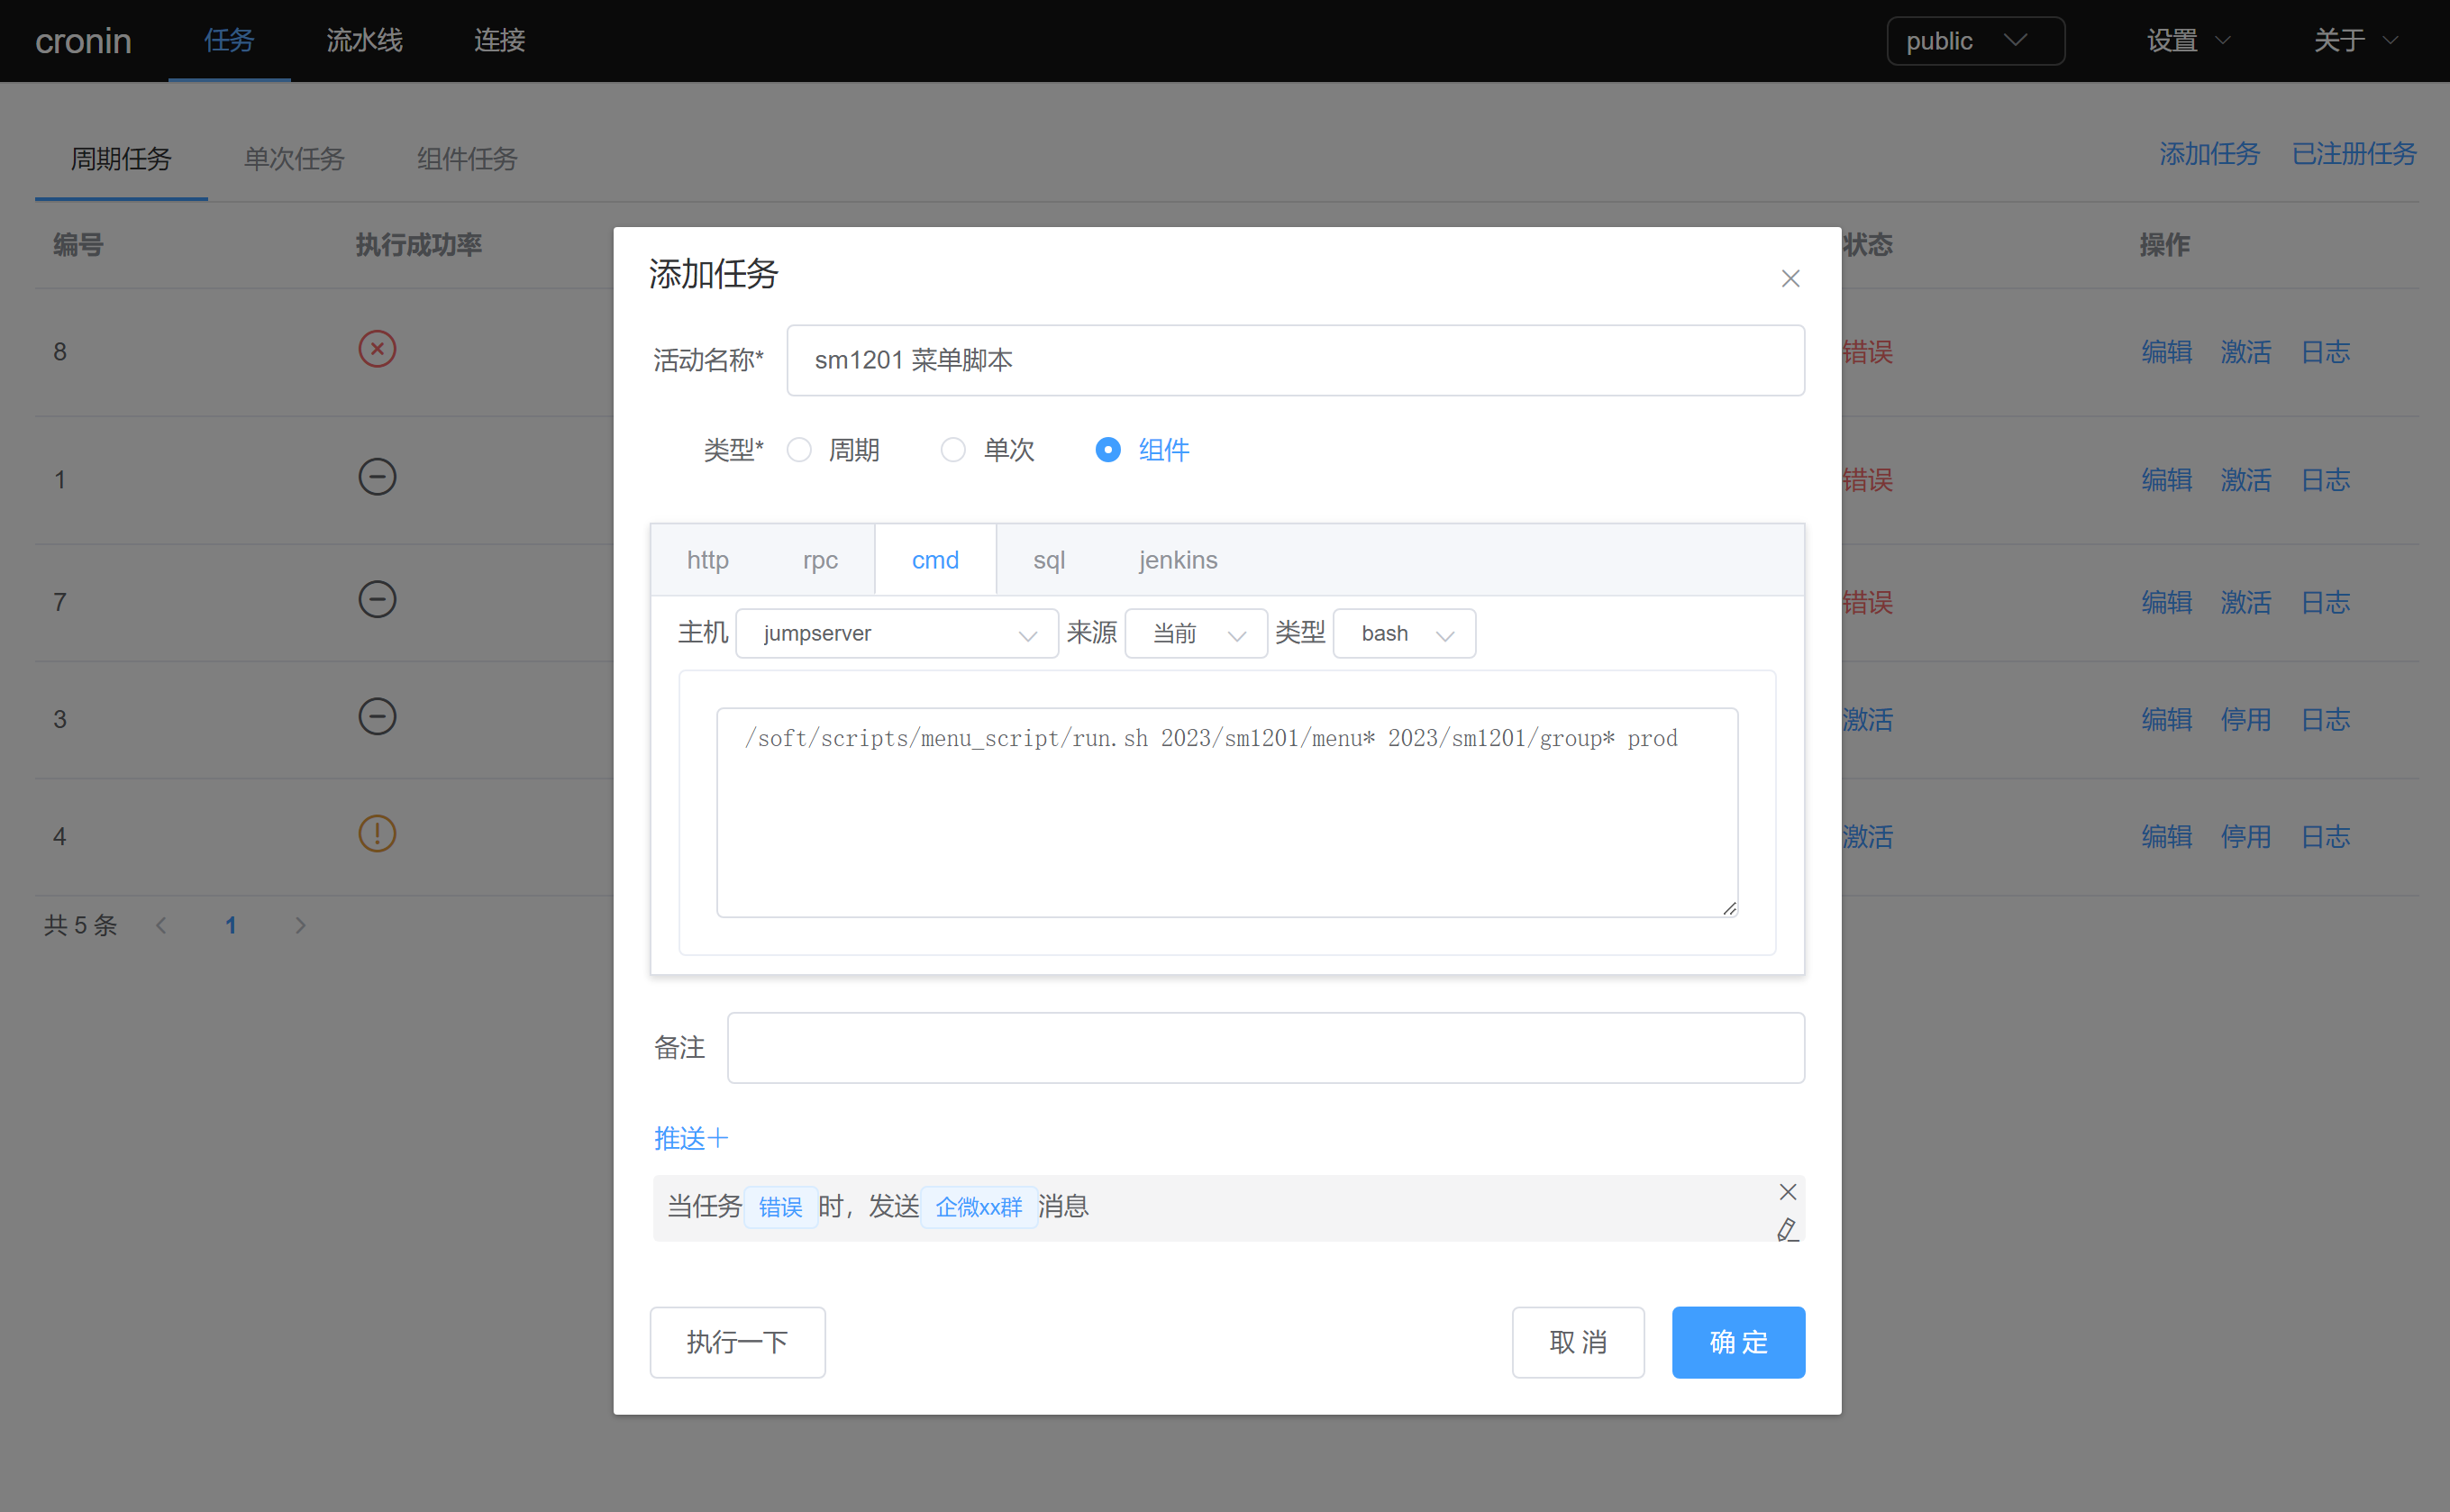 cronin 任务 流水线 连接 public 设置 关于
周期任务 单次任务 组件任务 添加任务 已注册任务
编号 执行成功率 状态 操作
添加任务
活动名称* sm1201 菜单脚本
8 错误 编辑 激活 日志
类型* 周期 单次 组件
1 错误 编辑 激活 日志
http rpc cmd sql jenkins
7 错误 编辑 激活 日志
主机 jumpserver 来源 当前 类型 bash
3 激活 编辑 停用 日志
/soft/scripts/menu_script/run.sh 2023/sm1201/menu* 2023/sm1201/group* prod
4 激活 编辑 停用 日志
共 5 条 1
备注
推送
当任务 错误 时，发送 企微xx群 消息
执行一下 取 消 确 定